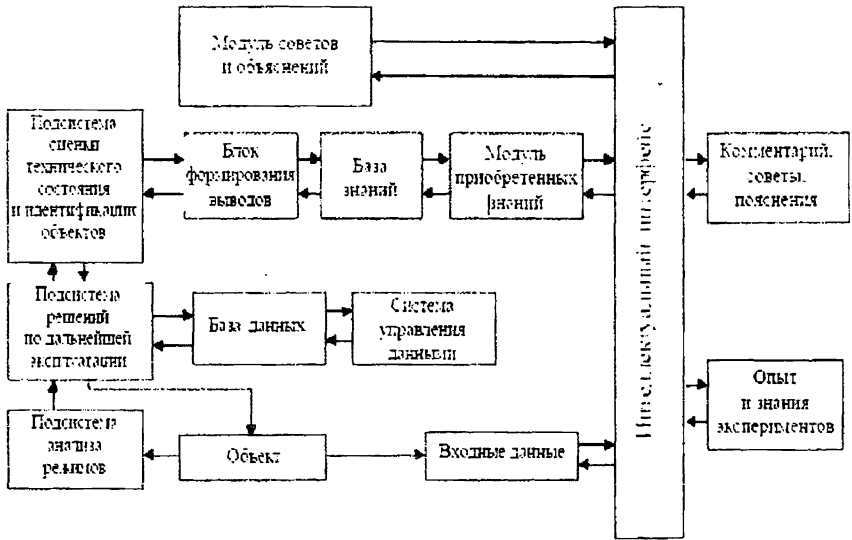 Модуль советов
и объяснений
Подсистема
оценки
технического
состояния
и идентификации
объектов
Блок
формирования
выводов
База
знаний
Модуль
приобретенных
знаний
Интеллектуальный интерфейс
Комментарий,
советы,
пояснения
Подсистема
решений
по дальнейшей
эксплуатации
База данных
Система
управления
данными
Опыт
и знания
экспериментов
Подсистема
анализа
режимов
Объект
Входные данные